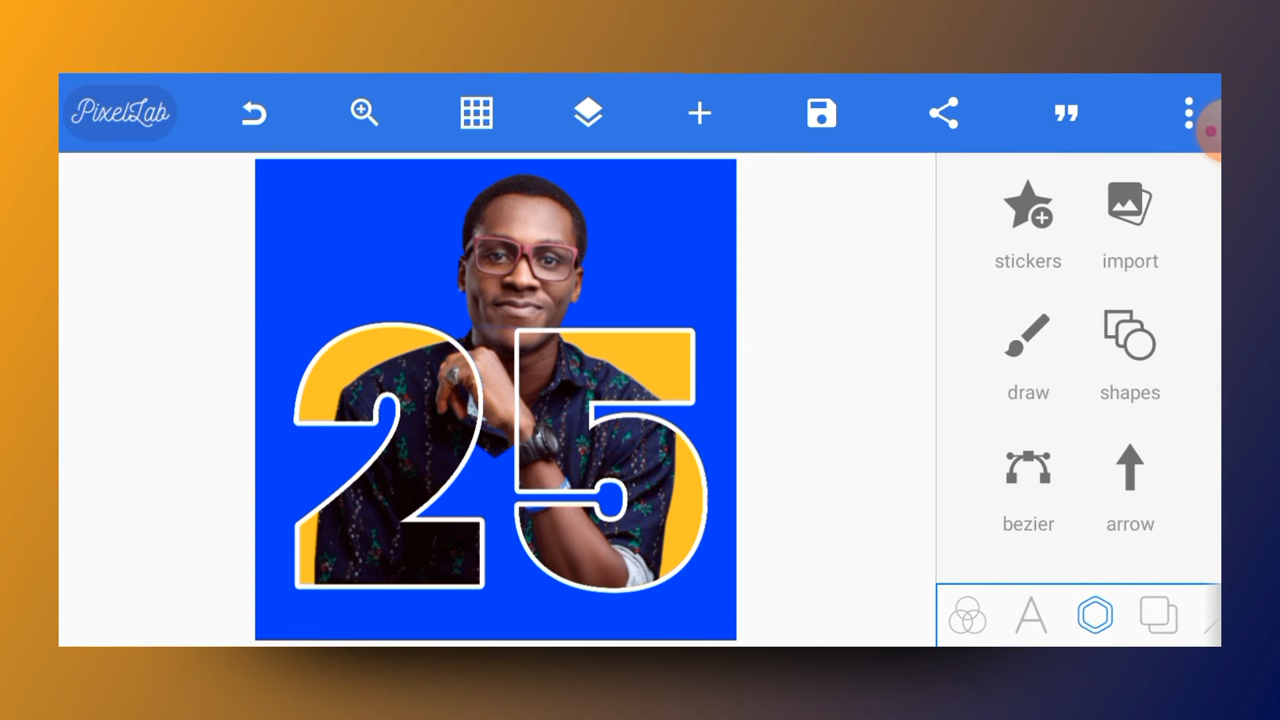 PixelLab
stickers
import
draw
shapes
25
bezier
arrow